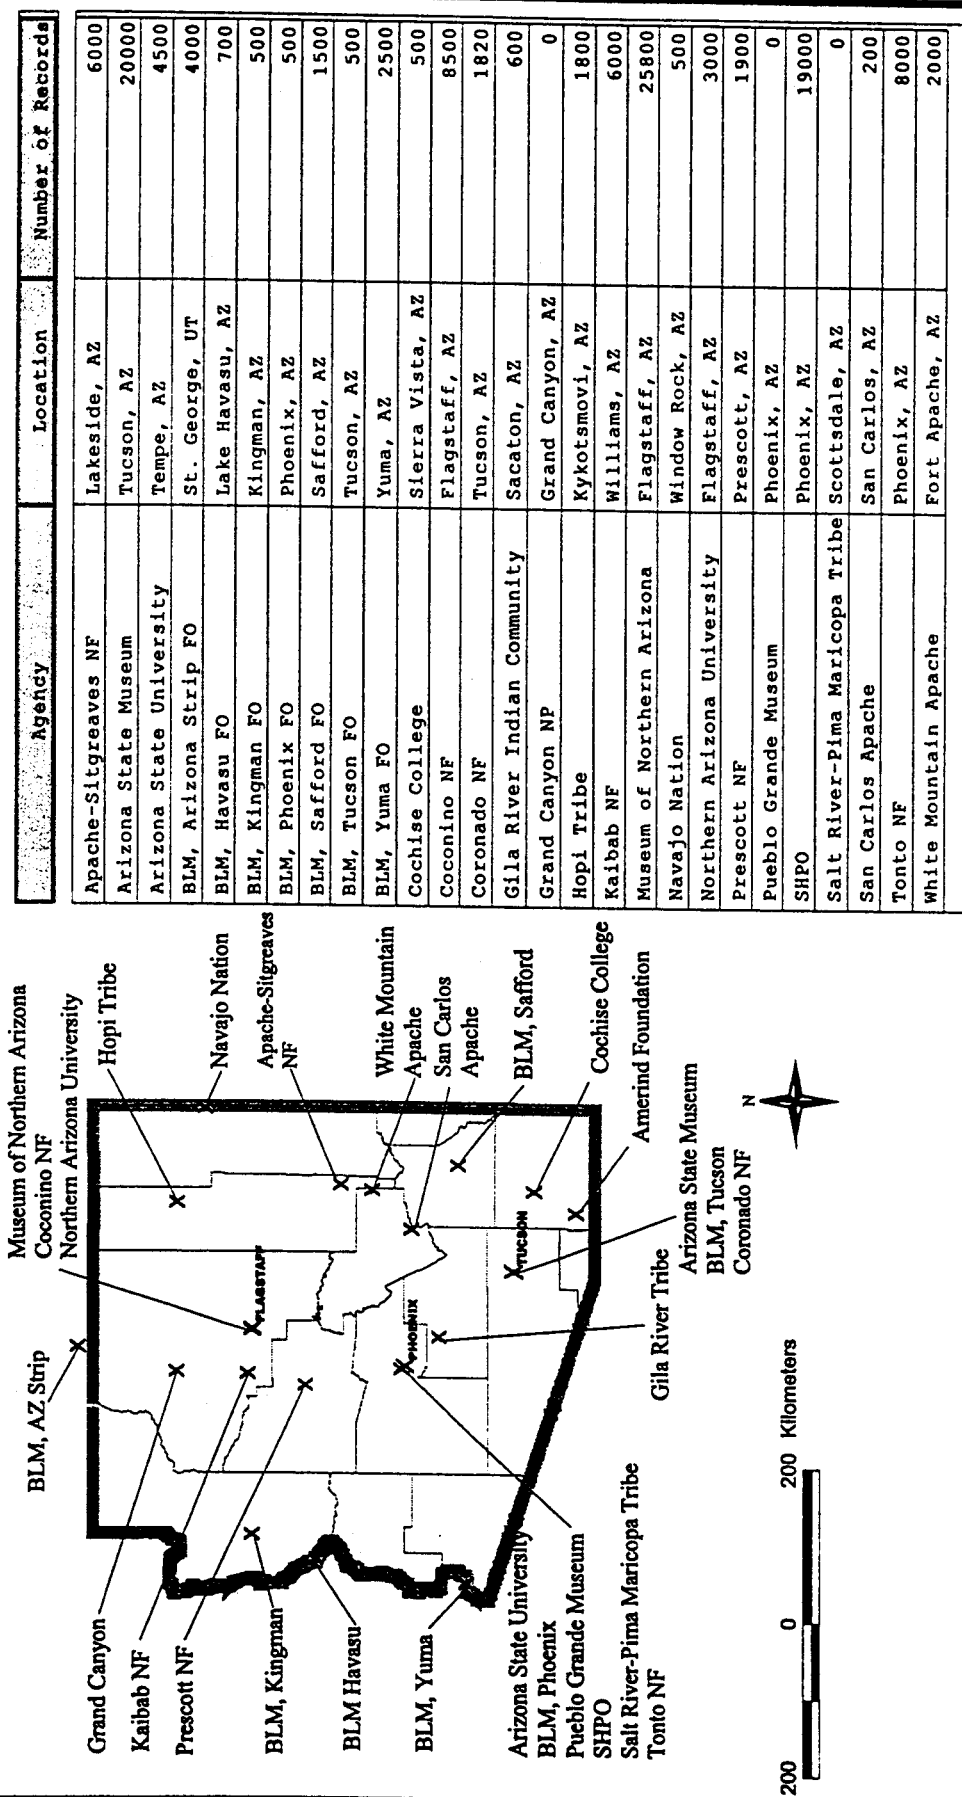 Museum of Northern Arizona
Coconino NF
Northern Arizona University
BLM, AZ Strip
Hopi Tribe
Navajo Nation
Apache-Sitgreaves
NF
White Mountain
Apache
San Carlos
Apache
BLM, Safford
Cochise College
Amerind Foundation
Arizona State Museum
BLM, Tucson
Coronado NF
Gila River Tribe
Grand Canyon
Kaibab NF
Prescott NF
BLM, Kingman
BLM Havasu
BLM, Yuma
Arizona State University
BLM, Phoenix
Pueblo Grande Museum
SHPO
Salt River-Pima Maricopa Tribe
Tonto NF
FLAGSTAFF
PHOENIX
TUCSON
N
200 0 200 Kilometers
Agency Location Number of Records
Apache-Sitgreaves NF Lakeside, AZ 6000
Arizona State Museum Tucson, AZ 20000
Arizona State University Tempe, AZ 4500
BLM, Arizona Strip FO St. George, UT 4000
BLM, Havasu FO Lake Havasu, AZ 700
BLM, Kingman FO Kingman, AZ 500
BLM, Phoenix FO Phoenix, AZ 500
BLM, Safford FO Safford, AZ 1500
BLM, Tucson FO Tucson, AZ 500
BLM, Yuma FO Yuma, AZ 2500
Cochise College Sierra Vista, AZ 500
Coconino NF Flagstaff, AZ 8500
Coronado NF Tucson, AZ 1820
Gila River Indian Community Sacaton, AZ 600
Grand Canyon NP Grand Canyon, AZ 0
Hopi Tribe Kykotsmovi, AZ 1800
Kaibab NF Williams, AZ 6000
Museum of Northern Arizona Flagstaff, AZ 25800
Navajo Nation Window Rock, AZ 500
Northern Arizona University Flagstaff, AZ 3000
Prescott NF Prescott, AZ 1900
Pueblo Grande Museum Phoenix, AZ 0
SHPO Phoenix, AZ 19000
Salt River-Pima Maricopa Tribe Scottsdale, AZ 0
San Carlos Apache San Carlos, AZ 200
Tonto NF Phoenix, AZ 8000
White Mountain Apache Fort Apache, AZ 2000